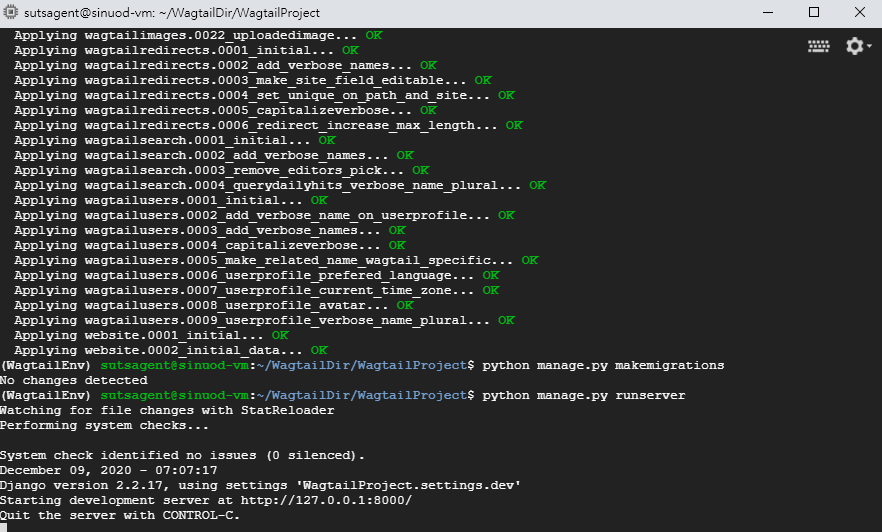 sutsagent@sinuod-vm: ~/WagtailDir/WagtailProject
Applying wagtailimages.0022_uploadedimage... OK
Applying wagtailredirects.0001_initial... OK
Applying wagtailredirects.0002_add_verbose_names... OK
Applying wagtailredirects.0003_make_site_field_editable... OK
Applying wagtailredirects.0004_set_unique_on_path_and_site... OK
Applying wagtailredirects.0005_capitalizeverbose... OK
Applying wagtailredirects.0006_redirect_increase_max_length... OK
Applying wagtailsearch.0001_initial... OK
Applying wagtailsearch.0002_add_verbose_names... OK
Applying wagtailsearch.0003_remove_editors_pick... OK
Applying wagtailsearch.0004_querydailyhits_verbose_name_plural... OK
Applying wagtailusers.0001_initial... OK
Applying wagtailusers.0002_add_verbose_name_on_userprofile... OK
Applying wagtailusers.0003_add_verbose_names... OK
Applying wagtailusers.0004_capitalizeverbose... OK
Applying wagtailusers.0005_make_related_name_wagtail_specific... OK
Applying wagtailusers.0006_userprofile_prefered_language... OK
Applying wagtailusers.0007_userprofile_current_time_zone... OK
Applying wagtailusers.0008_userprofile_avatar... OK
Applying wagtailusers.0009_userprofile_verbose_name_plural... OK
Applying website.0001_initial... OK
Applying website.0002_initial_data... OK
(WagtailEnv) sutsagent@sinuod-vm:~/WagtailDir/WagtailProject$ python manage.py makemigrations
No changes detected
(WagtailEnv) sutsagent@sinuod-vm:~/WagtailDir/WagtailProject$ python manage.py runserver
Watching for file changes with StatReloader
Performing system checks...
System check identified no issues (0 silenced).
December 09, 2020 - 07:07:17
Django version 2.2.17, using settings 'WagtailProject.settings.dev'
Starting development server at http://127.0.0.1:8000/
Quit the server with CONTROL-C.